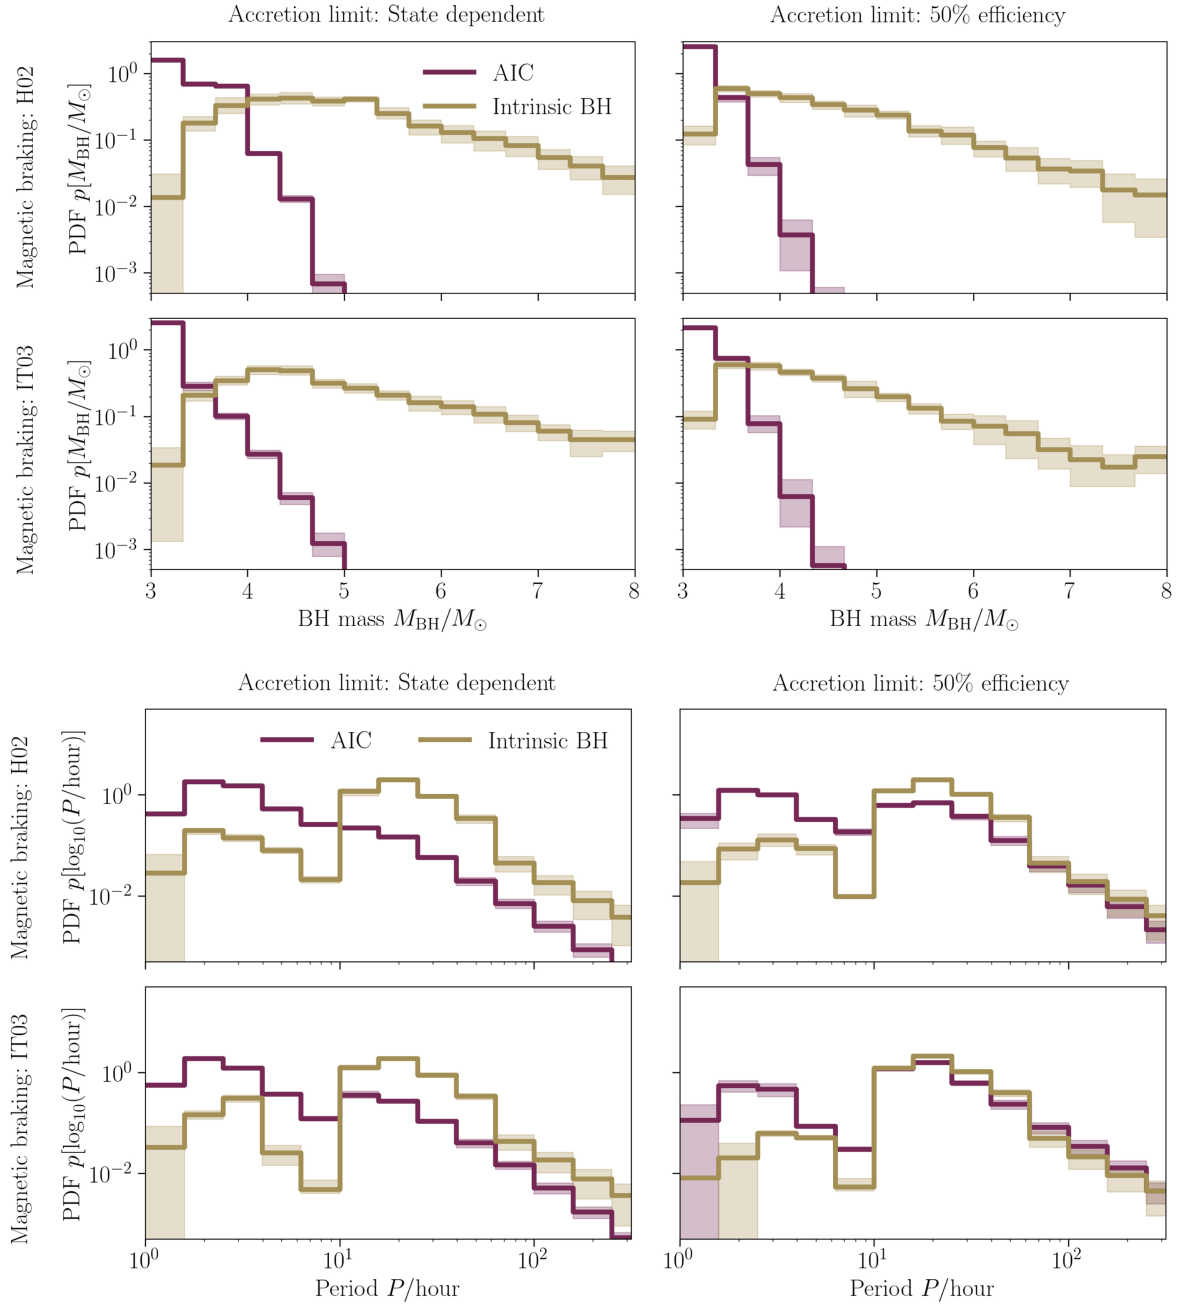 Accretion limit: State dependent
Accretion limit: 50% efficiency
Magnetic braking: H02
PDF p[M_BH/M_⊙]
10^0
10^-1
10^-2
10^-3
AIC
Intrinsic BH
Magnetic braking: IT03
PDF p[M_BH/M_⊙]
10^0
10^-1
10^-2
10^-3
3 4 5 6 7 8
3 4 5 6 7 8
BH mass M_BH/M_⊙
BH mass M_BH/M_⊙
Accretion limit: State dependent
Accretion limit: 50% efficiency
Magnetic braking: H02
PDF p[log_10(P/hour)]
10^0
10^-2
AIC
Intrinsic BH
Magnetic braking: IT03
PDF p[log_10(P/hour)]
10^0
10^-2
10^0 10^1 10^2
10^0 10^1 10^2
Period P/hour
Period P/hour